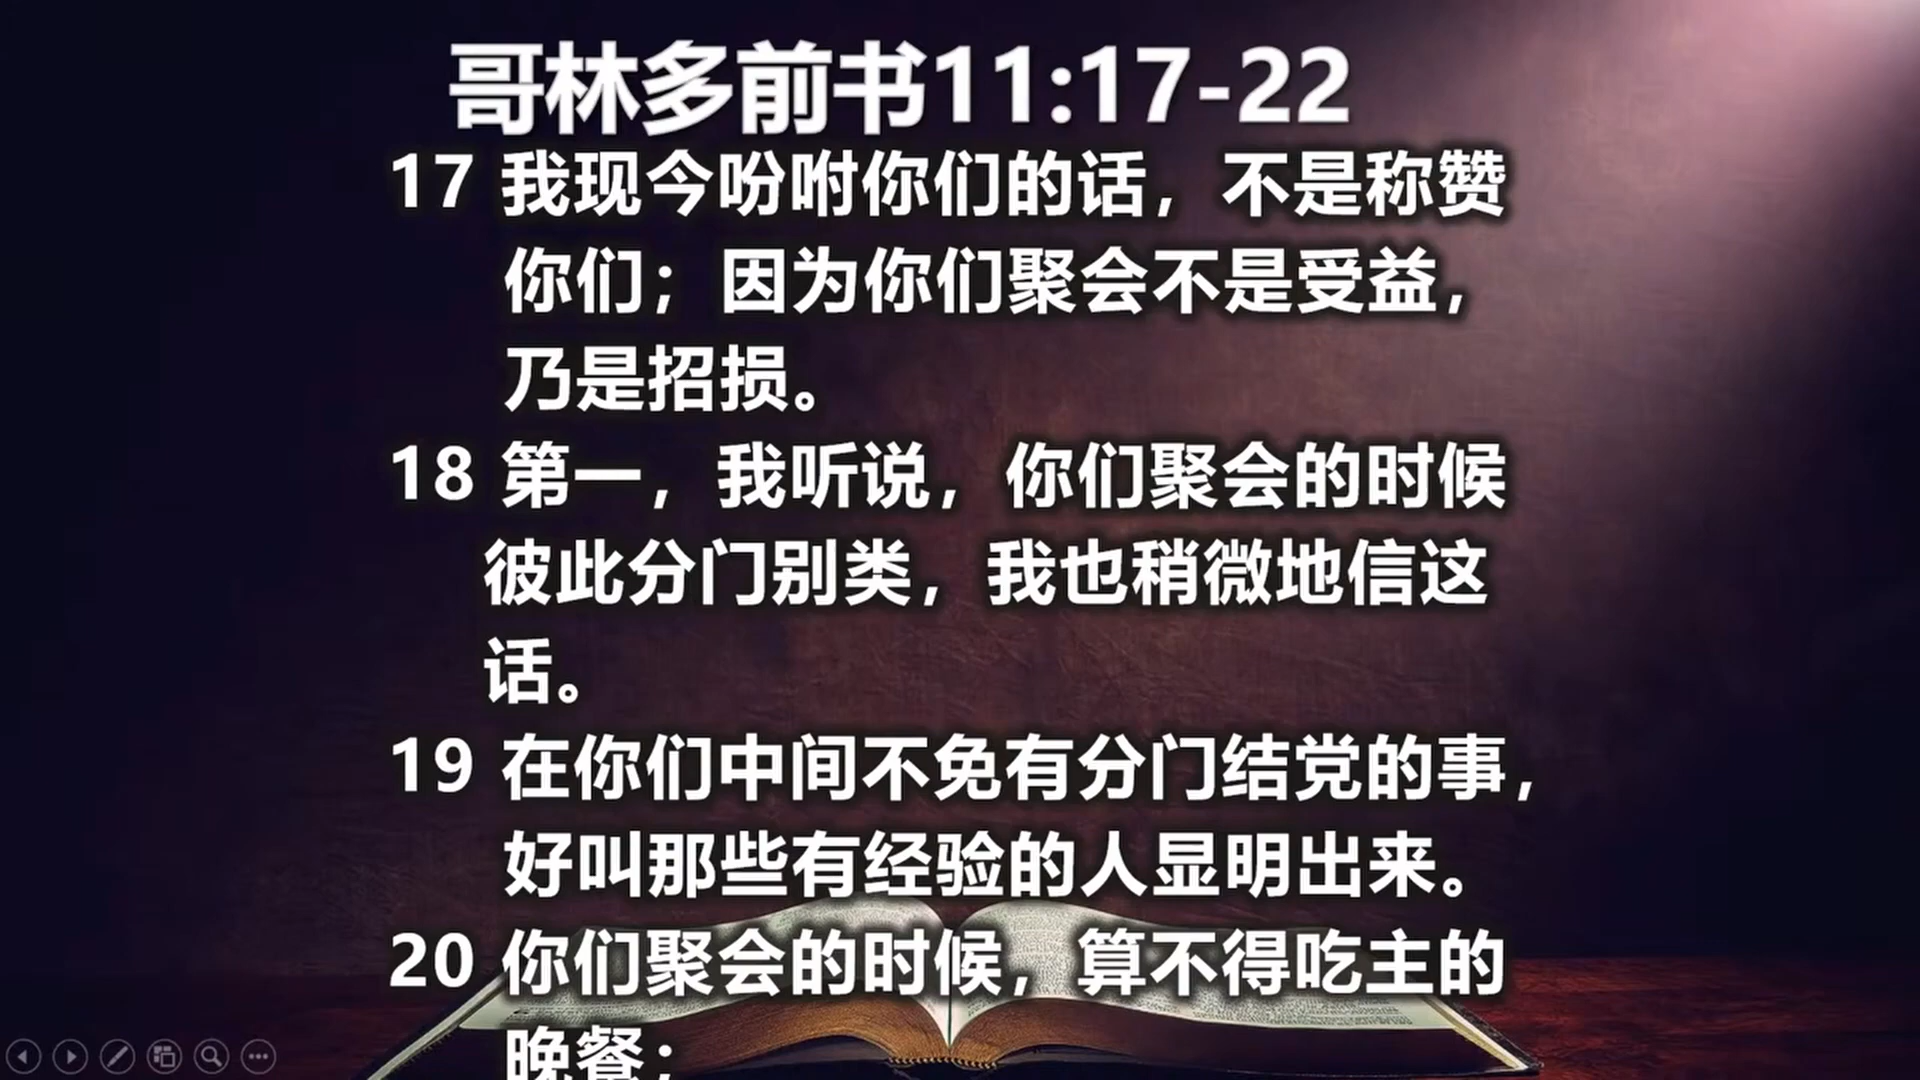 哥林多前书11:17-22
17 我现今吩咐你们的话，不是称赞
你们；因为你们聚会不是受益，
乃是招损。
18 第一，我听说，你们聚会的时候
彼此分门别类，我也稍微地信这
话。
19 在你们中间不免有分门结党的事，
好叫那些有经验的人显明出来。
20 你们聚会的时候，算不得吃主的
晚餐；